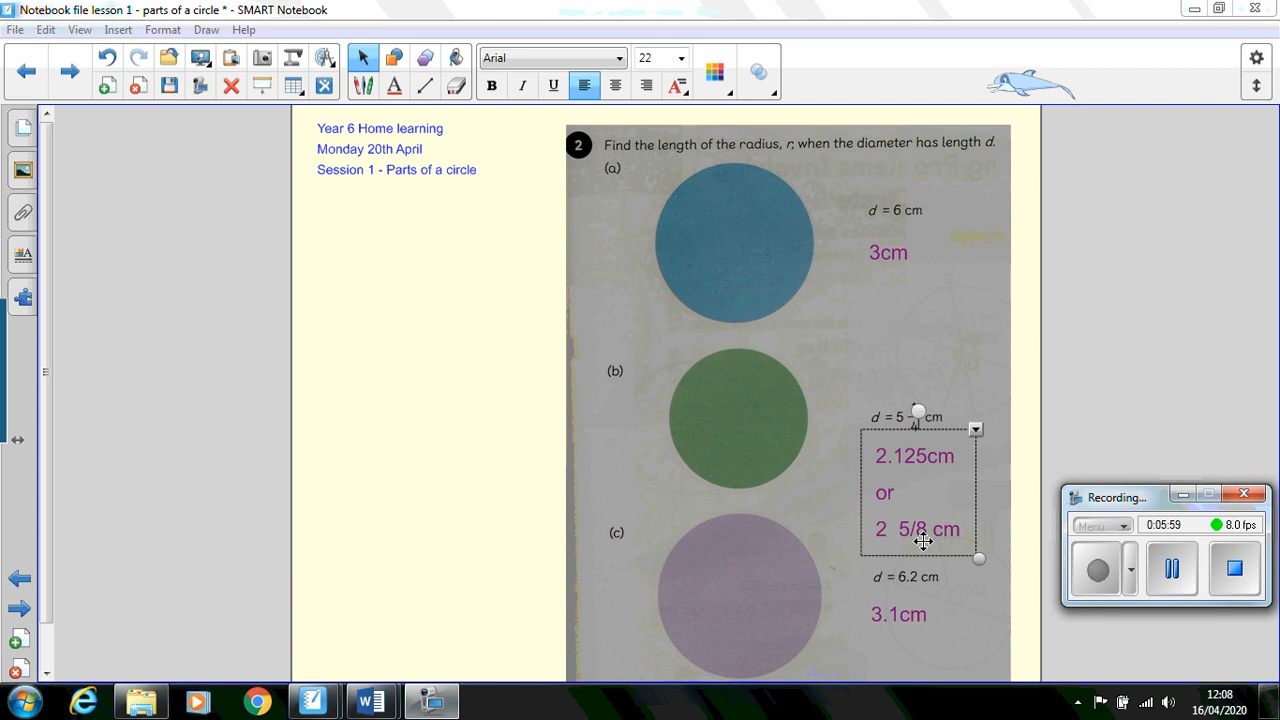 Notebook file lesson 1 - parts of a circle * - SMART Notebook
File Edit View Insert Format Draw Help
Arial 22
B I U A
Year 6 Home learning
Monday 20th April
Session 1 - Parts of a circle
2 Find the length of the radius, r, when the diameter has length d.
(a)
d = 6 cm
3cm
(b)
d = 5 cm
4
2.125cm
or
2 5/8 cm
(c)
d = 6.2 cm
3.1cm
Recording...
Menu 0:05:59 8.0 fps
12:08
16/04/2020